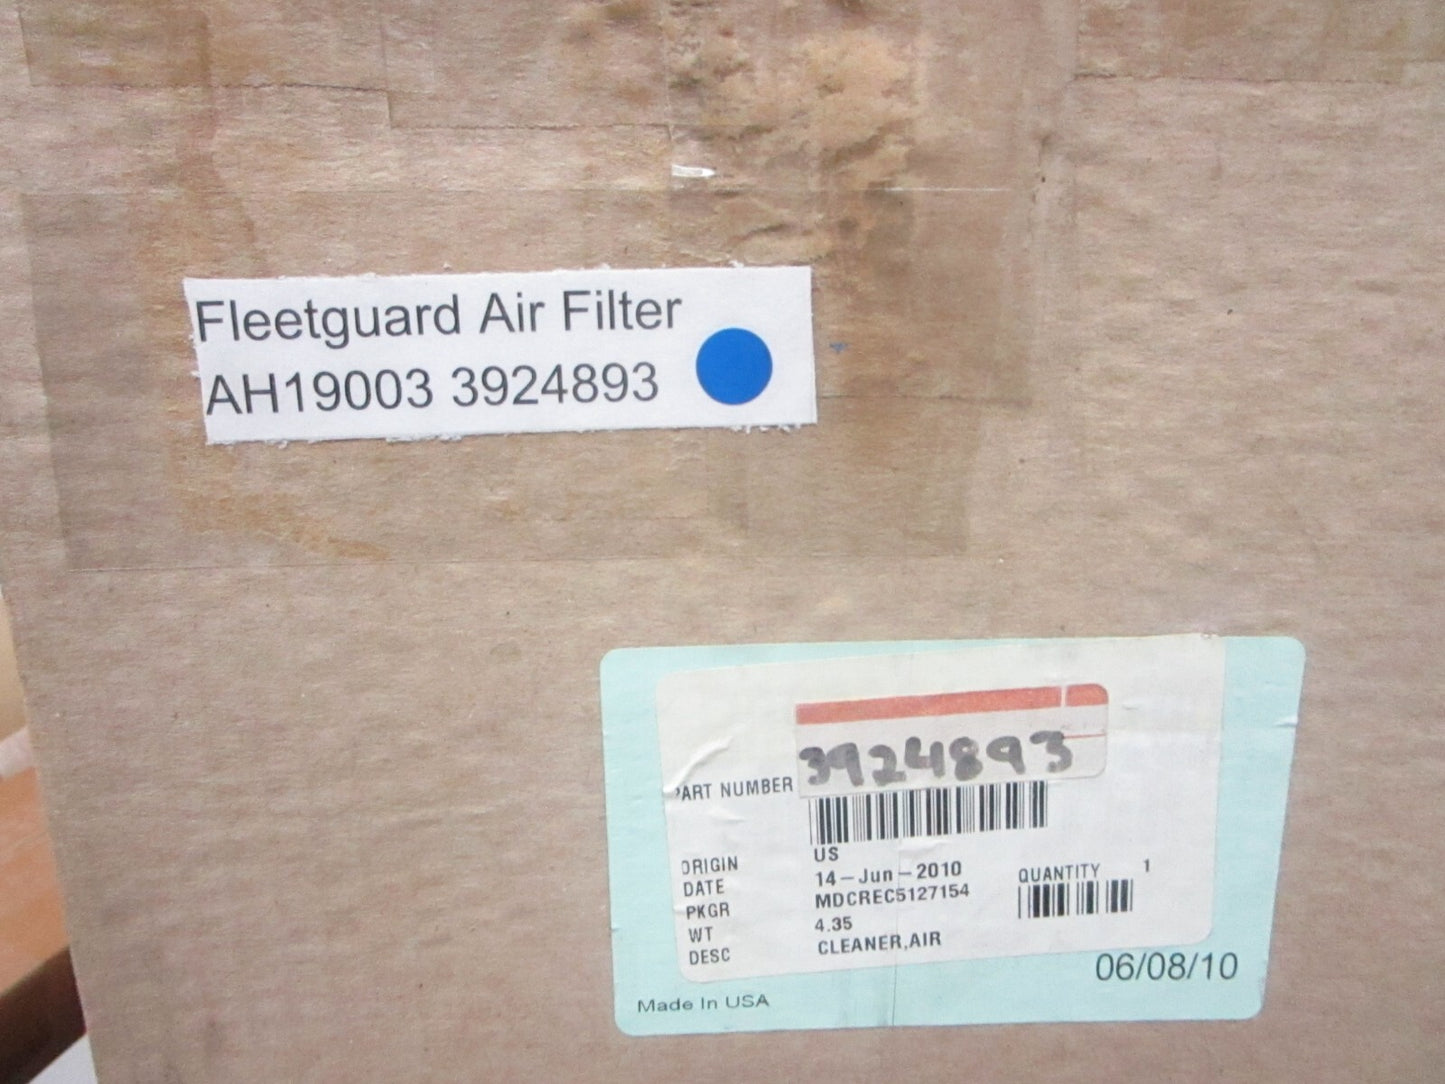 Fleetguard Air Filter
AH19003 3924893
3924893
PART NUMBER
ORIGIN US
DATE 14-Jun-2010
PKGR MDCREC5127154
WT 4.35
DESC CLEANER,AIR
QUANTITY 1
06/08/10
Made In USA